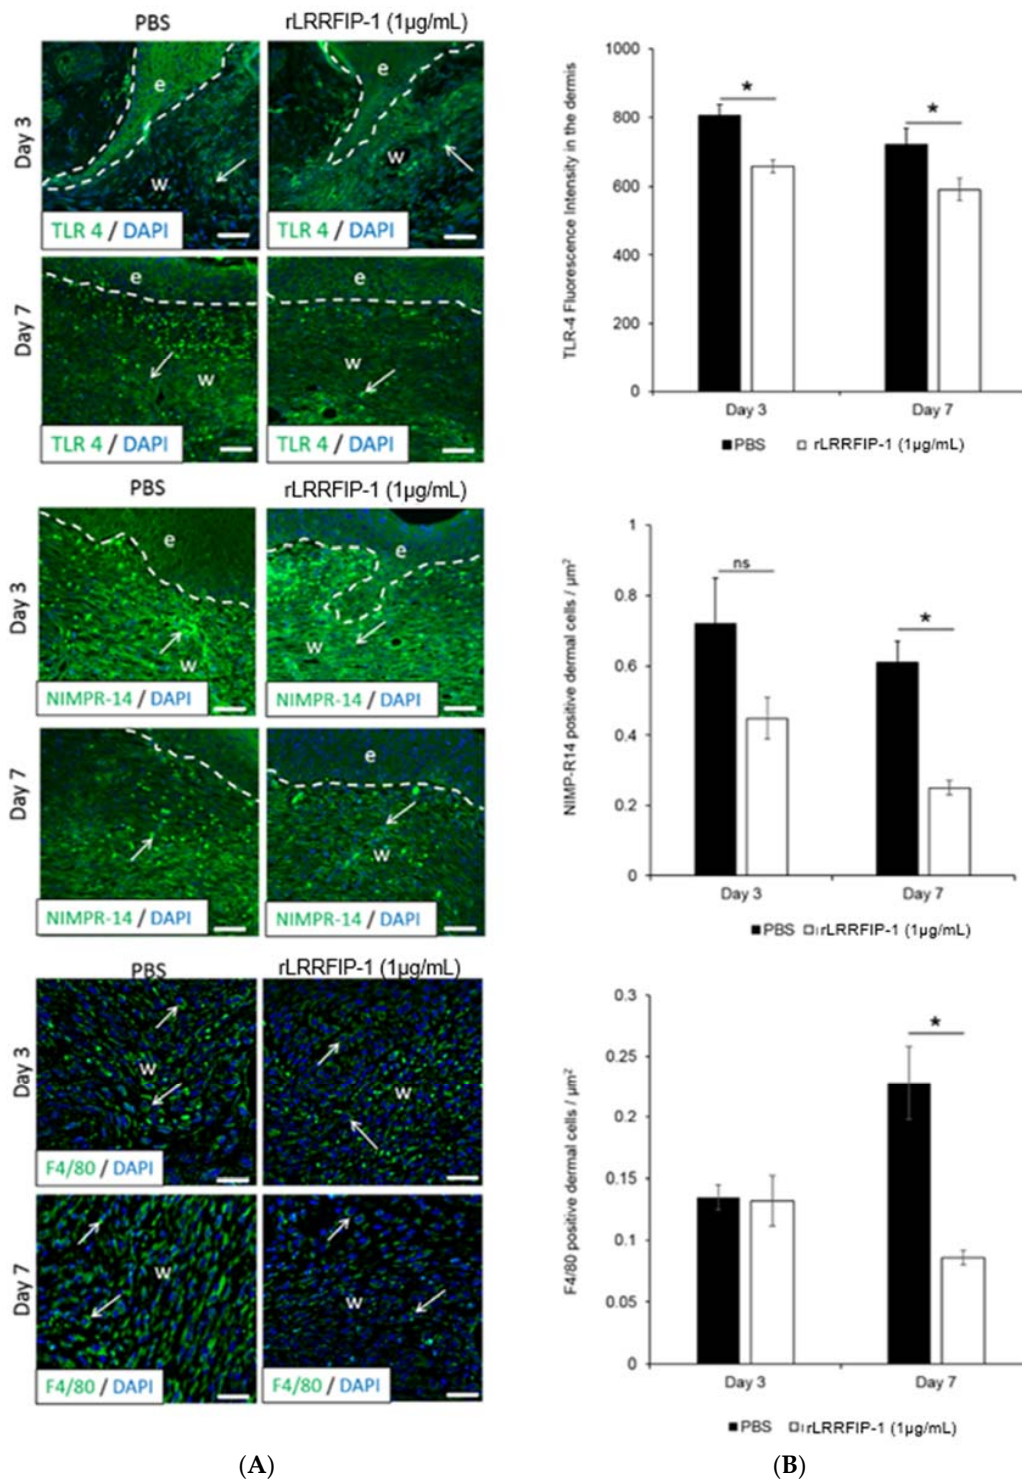 PBS rLRRFIP-1 (1µg/mL)
Day 3
e e
w w
TLR 4 / DAPI TLR 4 / DAPI
Day 7
e e
w w
TLR 4 / DAPI TLR 4 / DAPI
PBS rLRRFIP-1 (1µg/mL)
Day 3
e e
w w
NIMPR-14 / DAPI NIMPR-14 / DAPI
Day 7
e
w
NIMPR-14 / DAPI NIMPR-14 / DAPI
PBS rLRRFIP-1 (1µg/mL)
Day 3
w w
F4/80 / DAPI F4/80 / DAPI
Day 7
w w
F4/80 / DAPI F4/80 / DAPI
(A)
TLR-4 Fluorescence Intensity in the dermis
1000
800
600
400
200
0
* *
Day 3 Day 7
PBS rLRRFIP-1 (1µg/mL)
NIMP-R14 positive dermal cells / µm²
1
0.8
0.6
0.4
0.2
0
ns *
Day 3 Day 7
PBS rLRRFIP-1 (1µg/mL)
F4/80 positive dermal cells / µm²
0.3
0.25
0.2
0.15
0.1
0.05
0
*
Day 3 Day 7
PBS rLRRFIP-1 (1µg/mL)
(B)